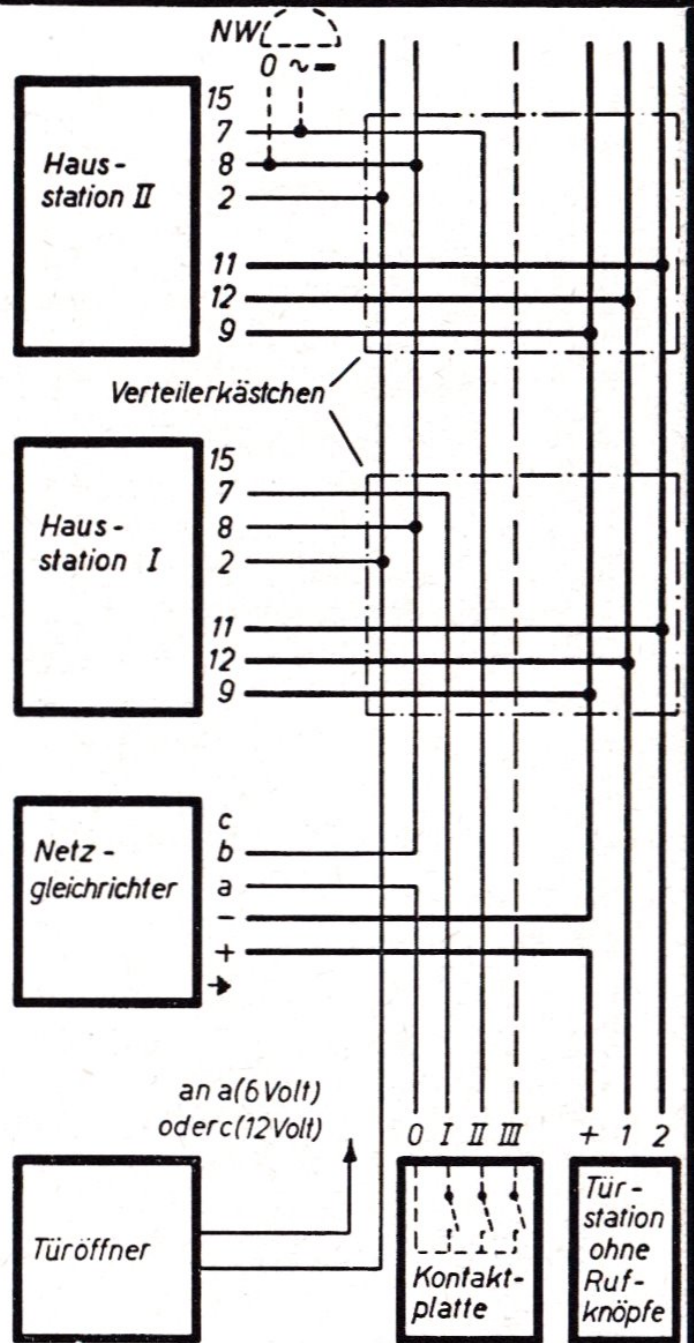 NW
0 ~ =
15
7
8
2
11
12
9
Haus-
station II
Verteilerkästchen
15
7
8
2
11
12
9
Haus-
station I
c
b
a
-
+
Netz-
gleichrichter
an a (6 Volt)
oder c (12 Volt)
Türöffner
0 I II III
Kontakt-
platte
+ 1 2
Tür-
station
ohne
Ruf-
knöpfe